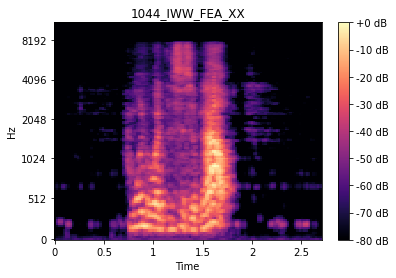 1044_IWW_FEA_XX
+0 dB
8192
-10 dB
4096
-20 dB
-30 dB
2048
Hz
-40 dB
1024
-50 dB
512
-60 dB
-70 dB
0
-80 dB
0 0.5 1 1.5 2 2.5
Time